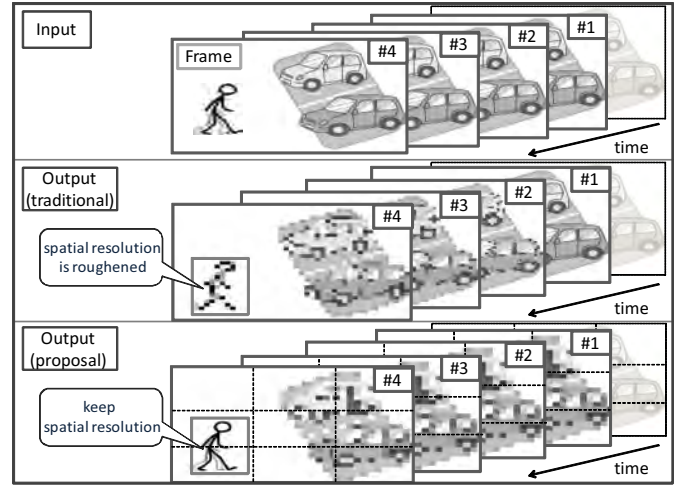 Input
Frame
#4
#3
#2
#1
time
Output
(traditional)
#4
#3
#2
#1
spatial resolution
is roughened
time
Output
(proposal)
#4
#3
#2
#1
keep
spatial resolution
time